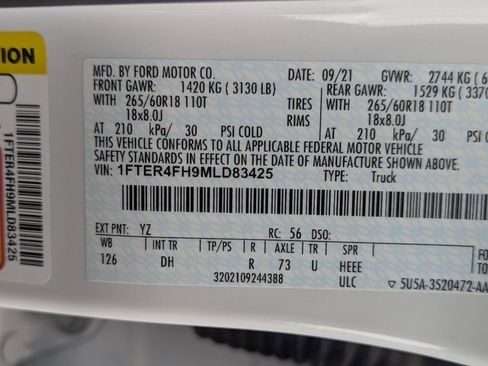 TION
1FTER4FH9MLD83425
MFD. BY FORD MOTOR CO. DATE: 09/21 GVWR: 2744 KG
FRONT GAWR: 1420 KG ( 3130 LB) REAR GAWR: 1529 KG
WITH 265/60R18 110T TIRES WITH 265/60R18 110T
18x8.0J RIMS 18x8.0J
AT 210 kPa/ 30 PSI COLD AT 210 kPa/ 30 PSI COLD
THIS VEHICLE CONFORMS TO ALL APPLICABLE FEDERAL MOTOR VEHICLE
SAFETY STANDARDS IN EFFECT ON THE DATE OF MANUFACTURE SHOWN ABOVE.
VIN: 1FTER4FH9MLD83425 TYPE: Truck
EXT PNT: YZ RC: 56 DSO:
WB INT TR TP/PS R AXLE TR SPR
126 DH R 73 U HEEE
3202109244388 ULC ▽ 5U5A-3520472-AA